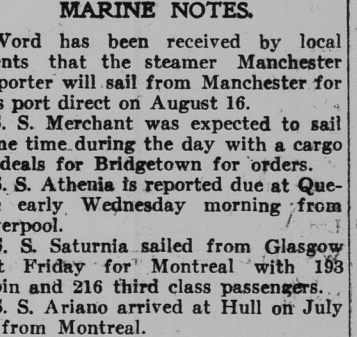 MARINE NOTES.
Word has been received by local
nts that the steamer Manchester
porter will sail from Manchester for
s port direct on August 16.
. S. Merchant was expected to sail
me time during the day with a cargo
deals for Bridgetown for orders.
. S. Athenia is reported due at Que-
early Wednesday morning from
verpool.
. S. Saturnia sailed from Glasgow
t Friday for Montreal with 193
bin and 216 third class passengers.
. S. Ariano arrived at Hull on July
from Montreal.